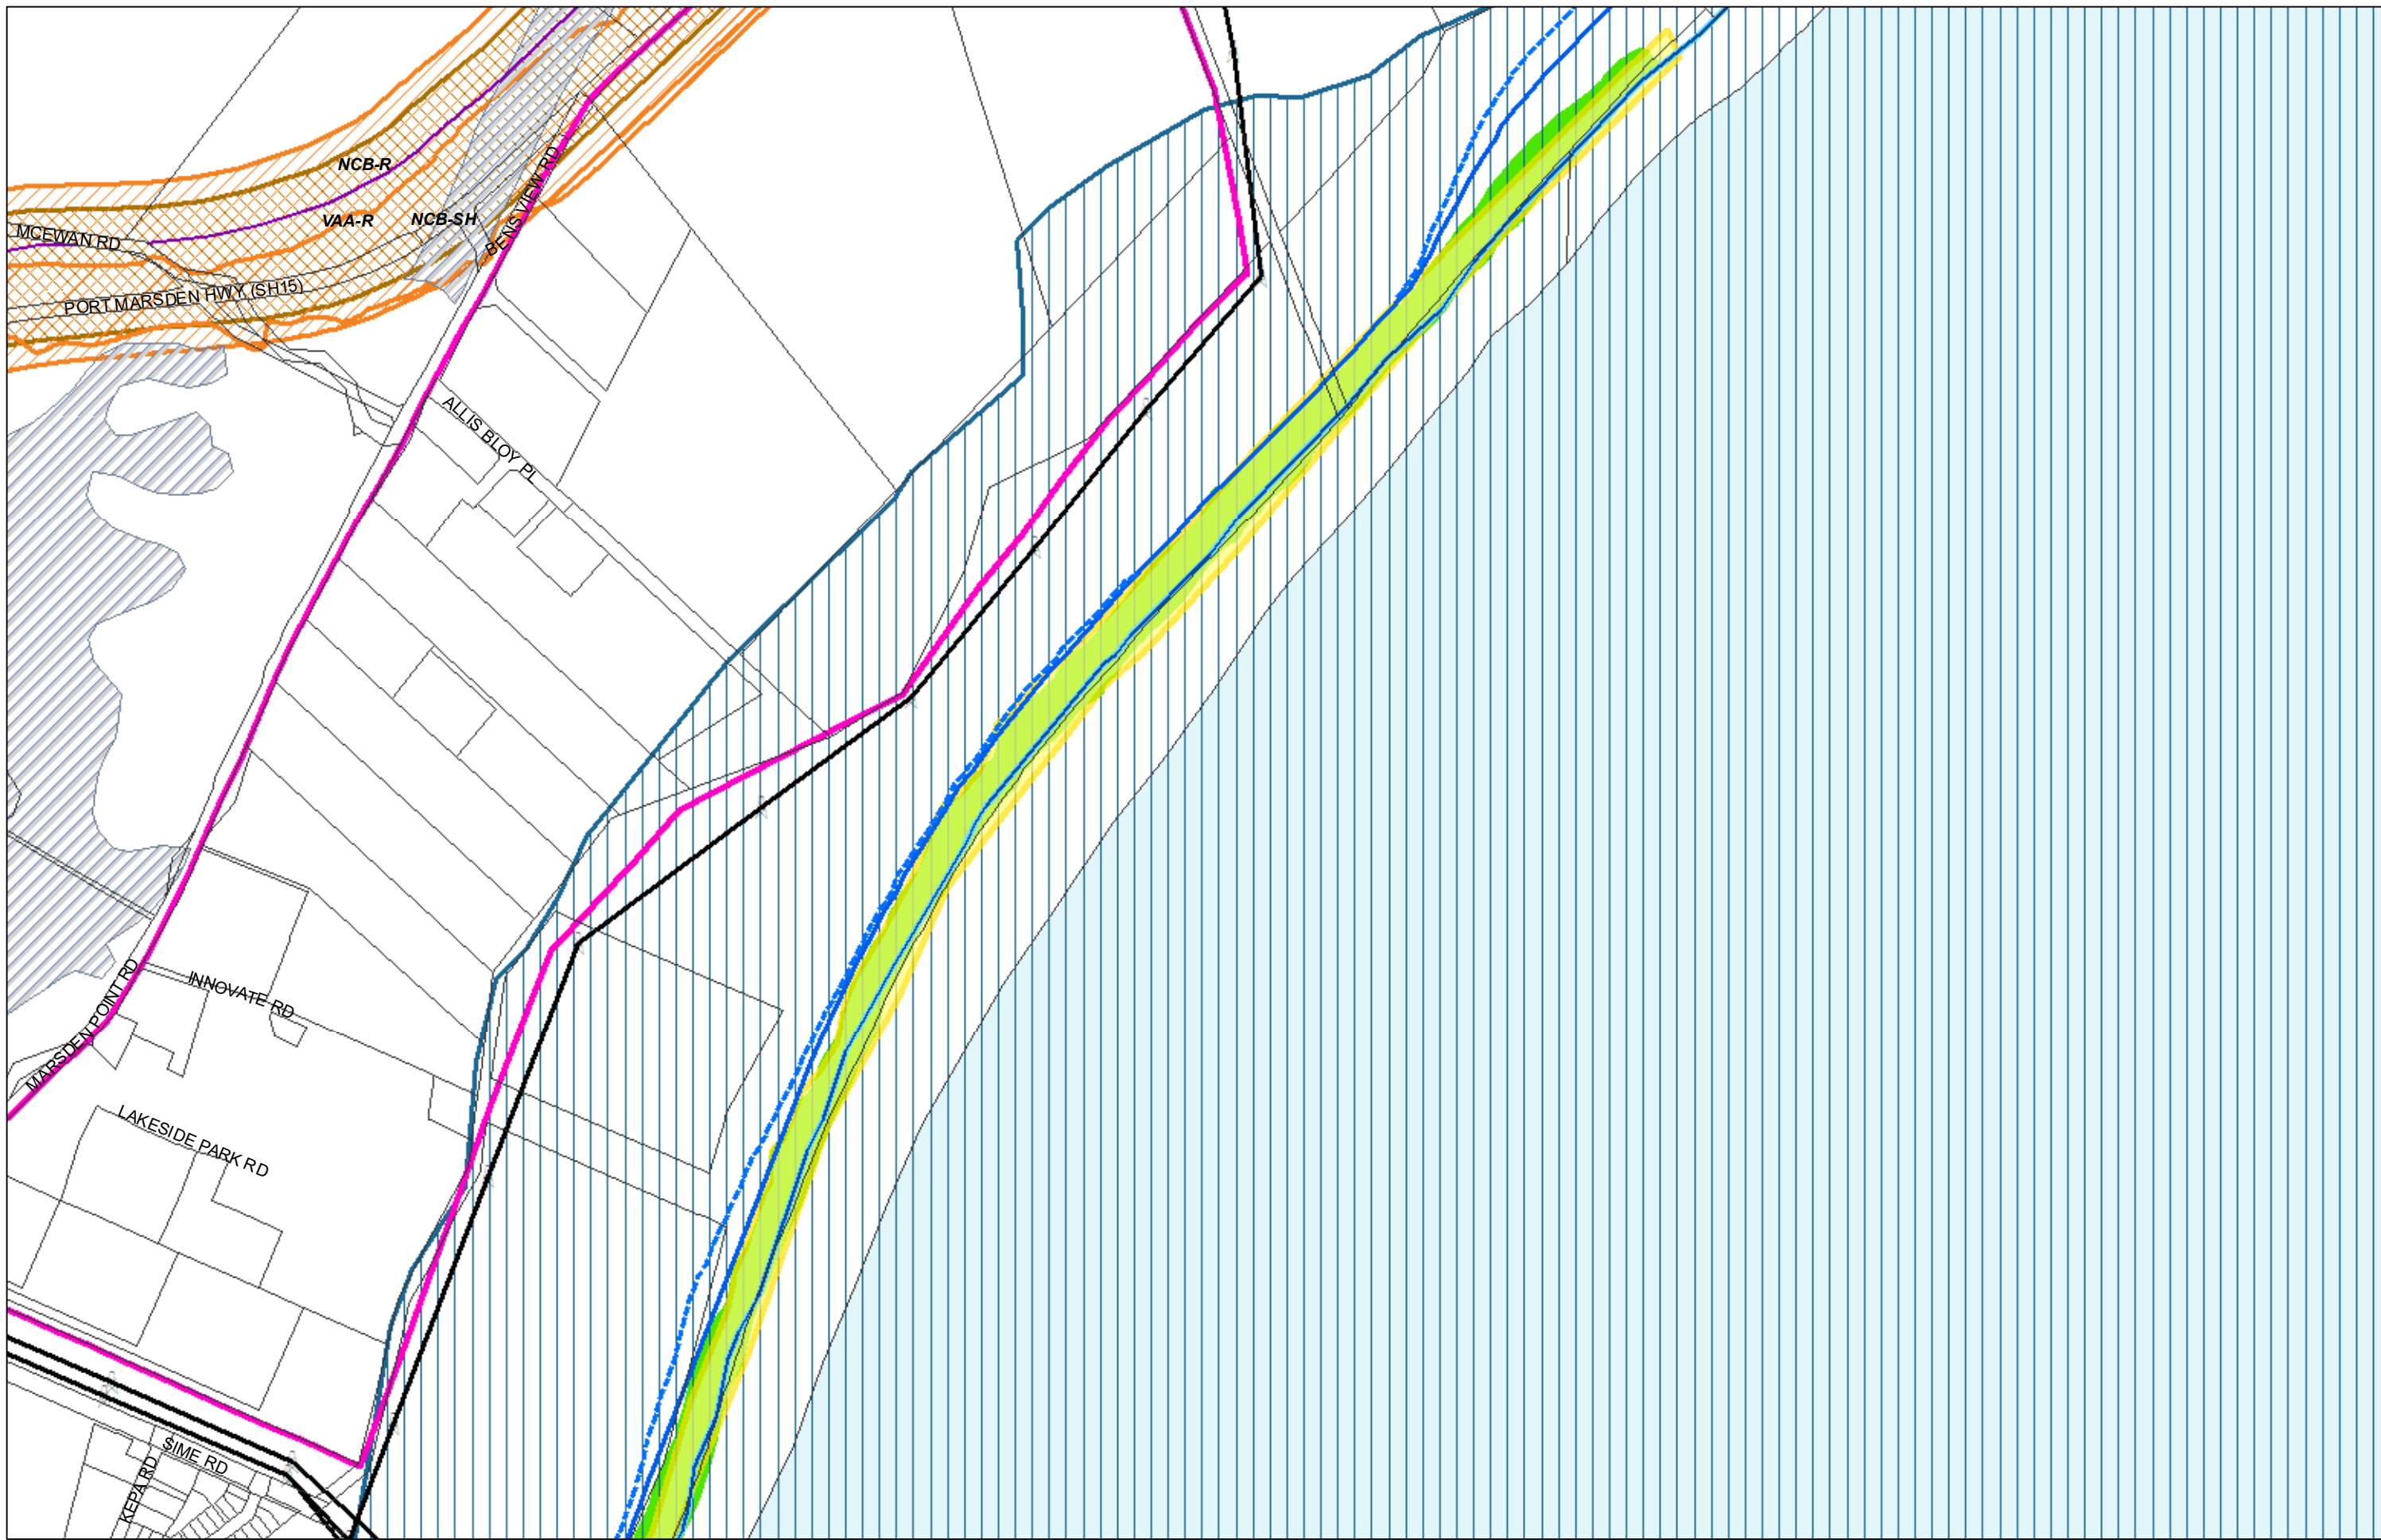 NCB-R
BENS VIEW RD
VAA-R
NCB-SH
MCEWAN RD
PORT MARSDEN HWY (SH15)
ALLIS BLOY PL
MARSDEN POINT RD
INNOVATE RD
LAKESIDE PARK RD
SIME RD
KEPA RD